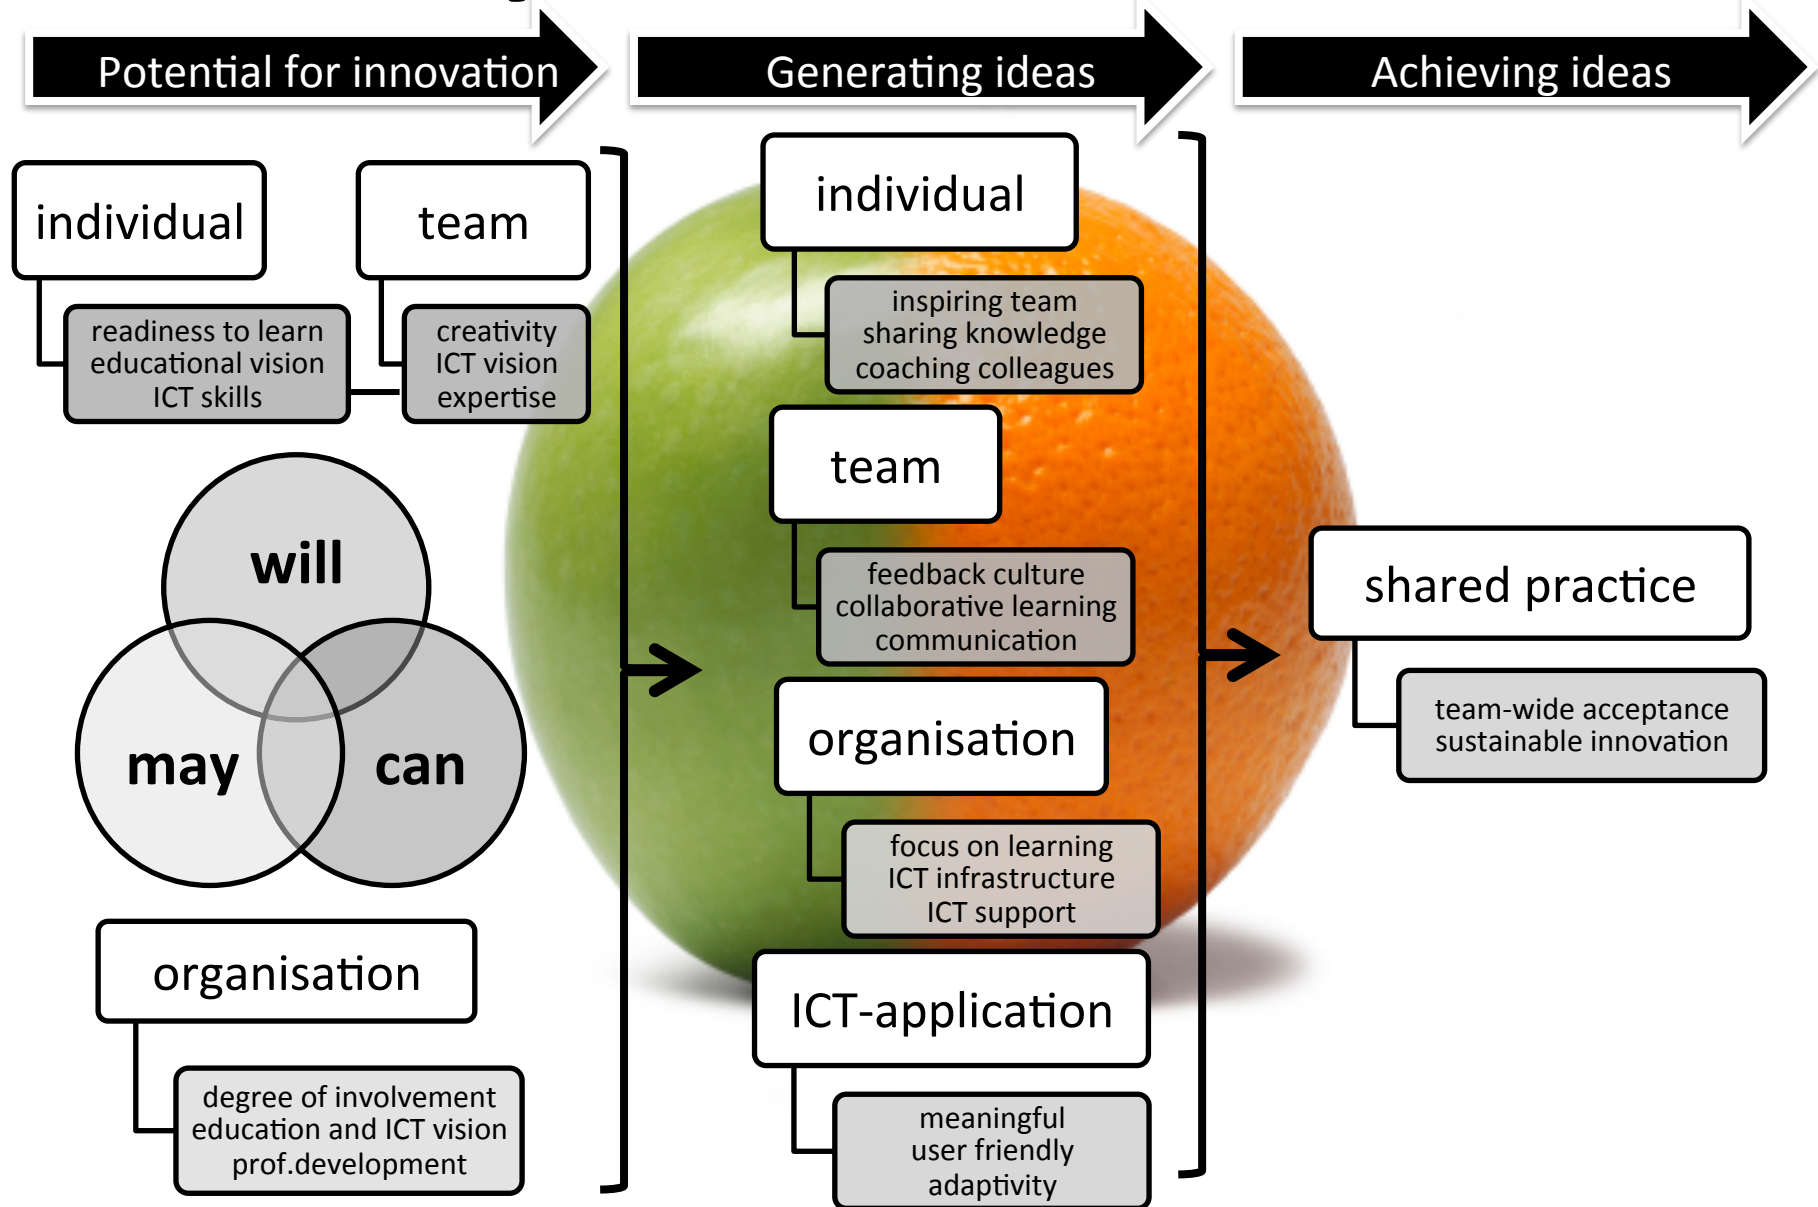 Potential for innovation
Generating ideas
Achieving ideas
individual
readiness to learn
educational vision
ICT skills
team
creativity
ICT vision
expertise
will
may
can
organisation
degree of involvement
education and ICT vision
prof.development
individual
inspiring team
sharing knowledge
coaching colleagues
team
feedback culture
collaborative learning
communication
organisation
focus on learning
ICT infrastructure
ICT support
ICT-application
meaningful
user friendly
adaptivity
shared practice
team-wide acceptance
sustainable innovation